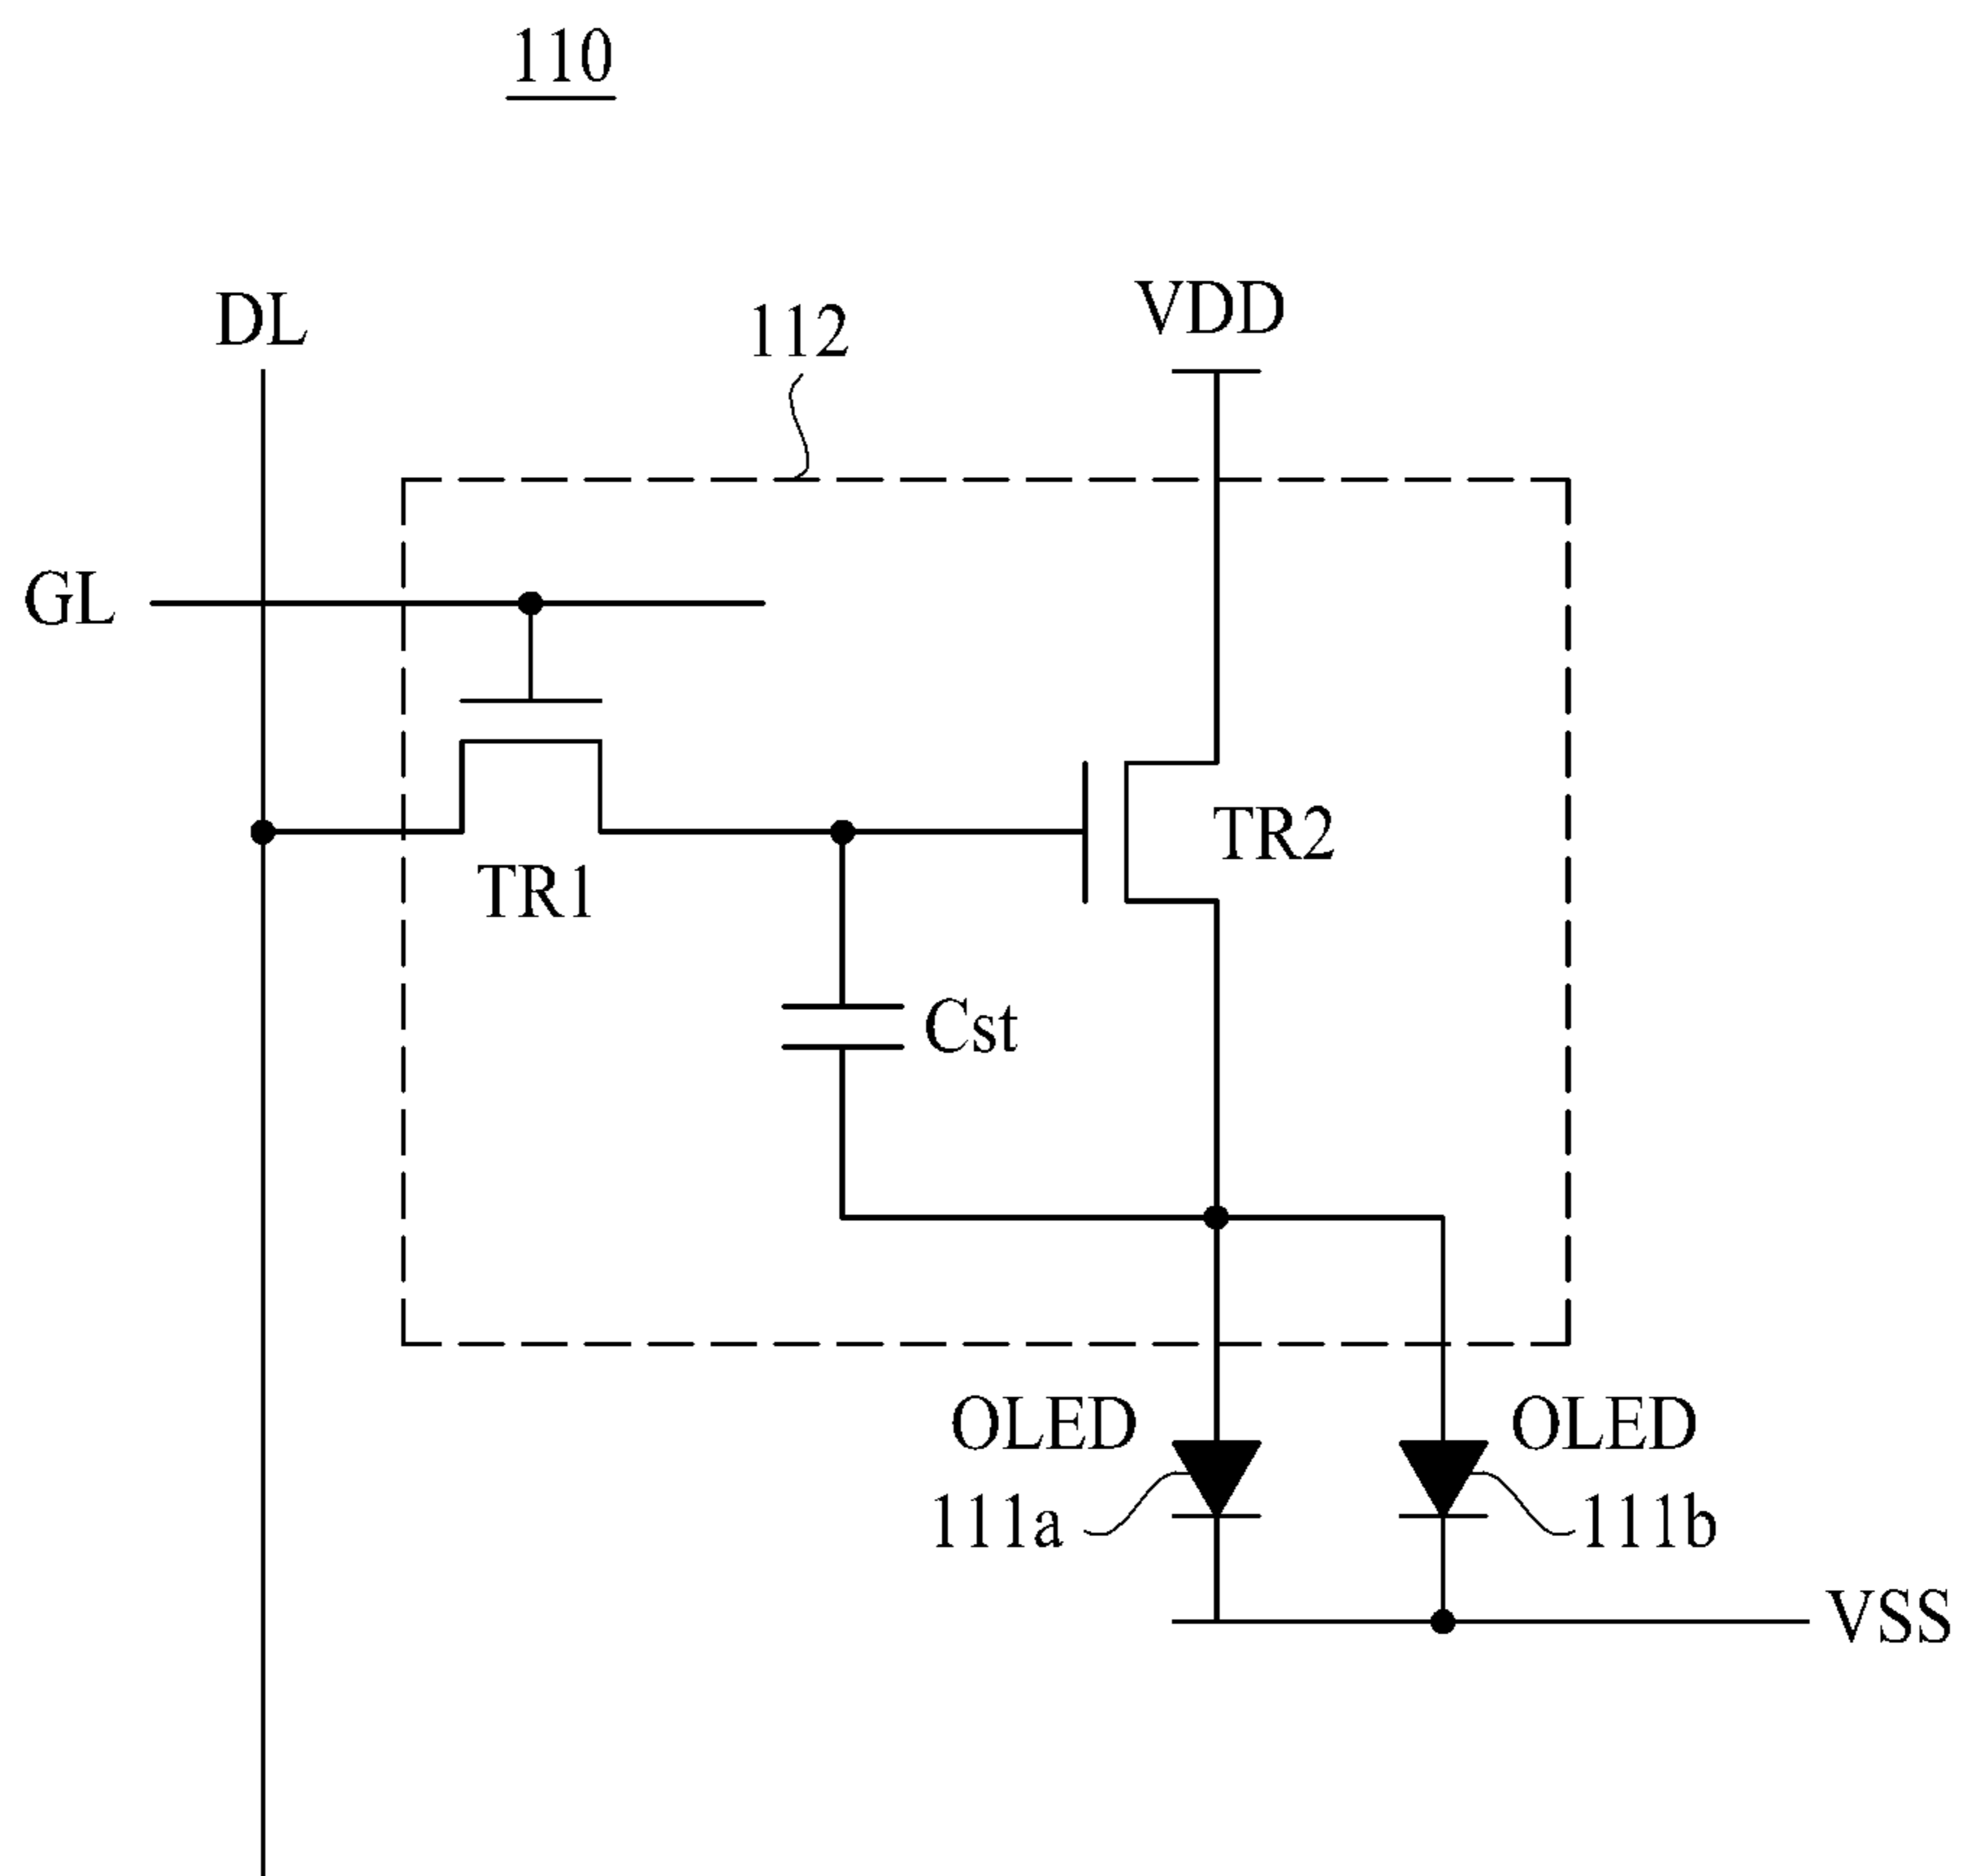 110
DL
112
VDD
GL
TR1
TR2
Cst
OLED
OLED
111a
111b
VSS